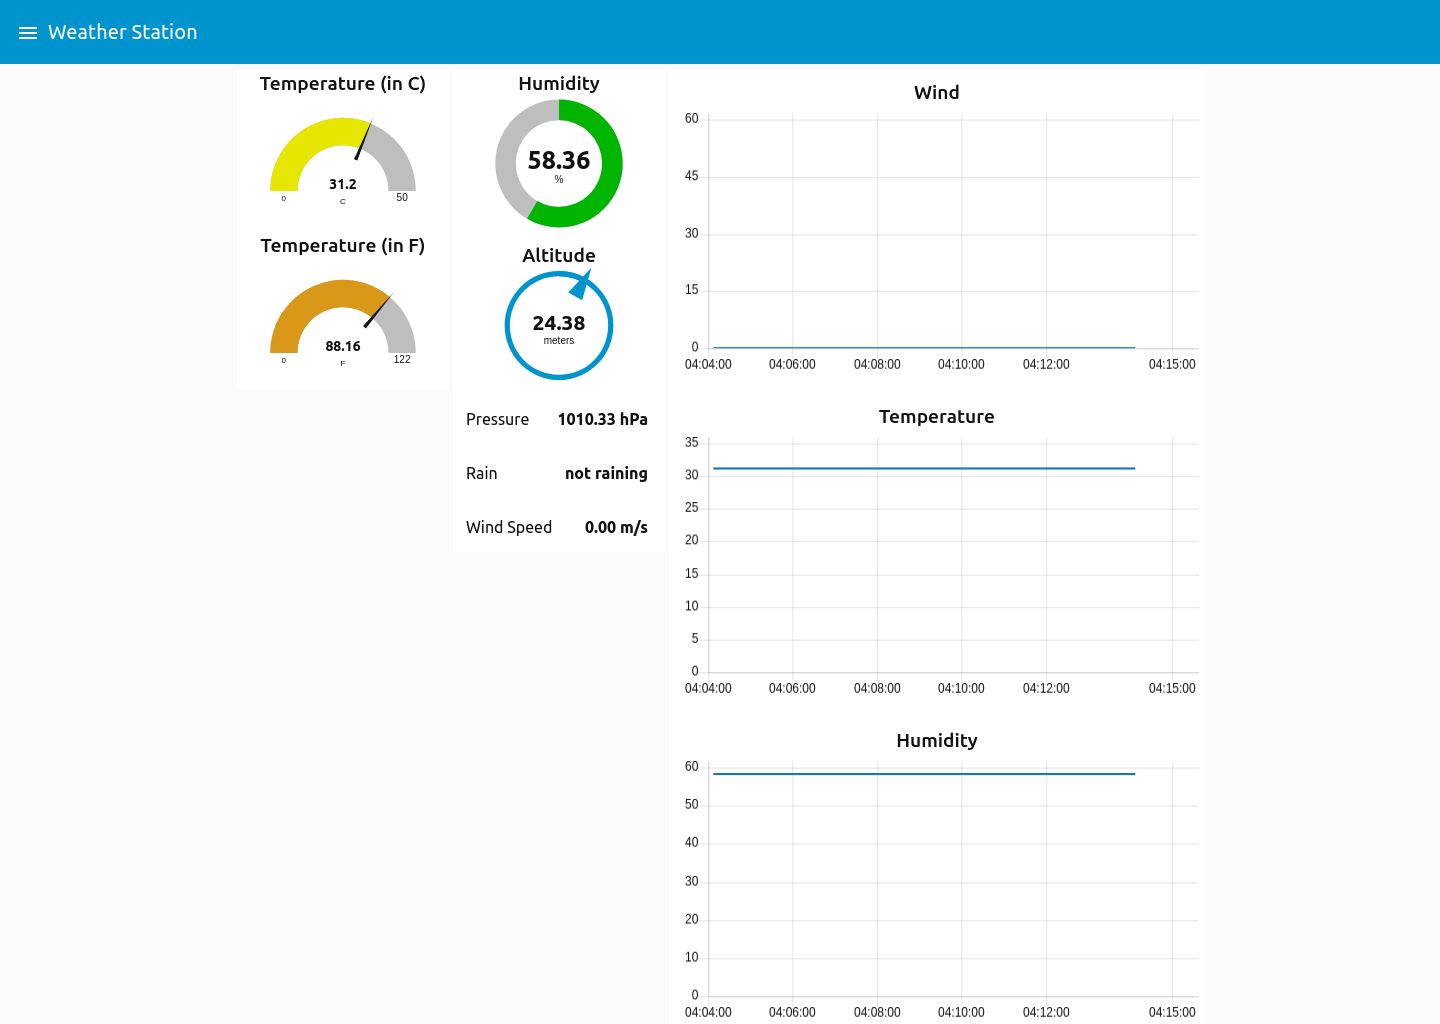 Weather Station
Temperature (in C)
31.2
C
0
50
Temperature (in F)
88.16
F
0
122
Humidity
58.36
%
Altitude
24.38
meters
Pressure 1010.33 hPa
Rain not raining
Wind Speed 0.00 m/s
Wind
60
45
30
15
0
04:04:00 04:06:00 04:08:00 04:10:00 04:12:00 04:15:00
Temperature
35
30
25
20
15
10
5
0
04:04:00 04:06:00 04:08:00 04:10:00 04:12:00 04:15:00
Humidity
60
50
40
30
20
10
0
04:04:00 04:06:00 04:08:00 04:10:00 04:12:00 04:15:00